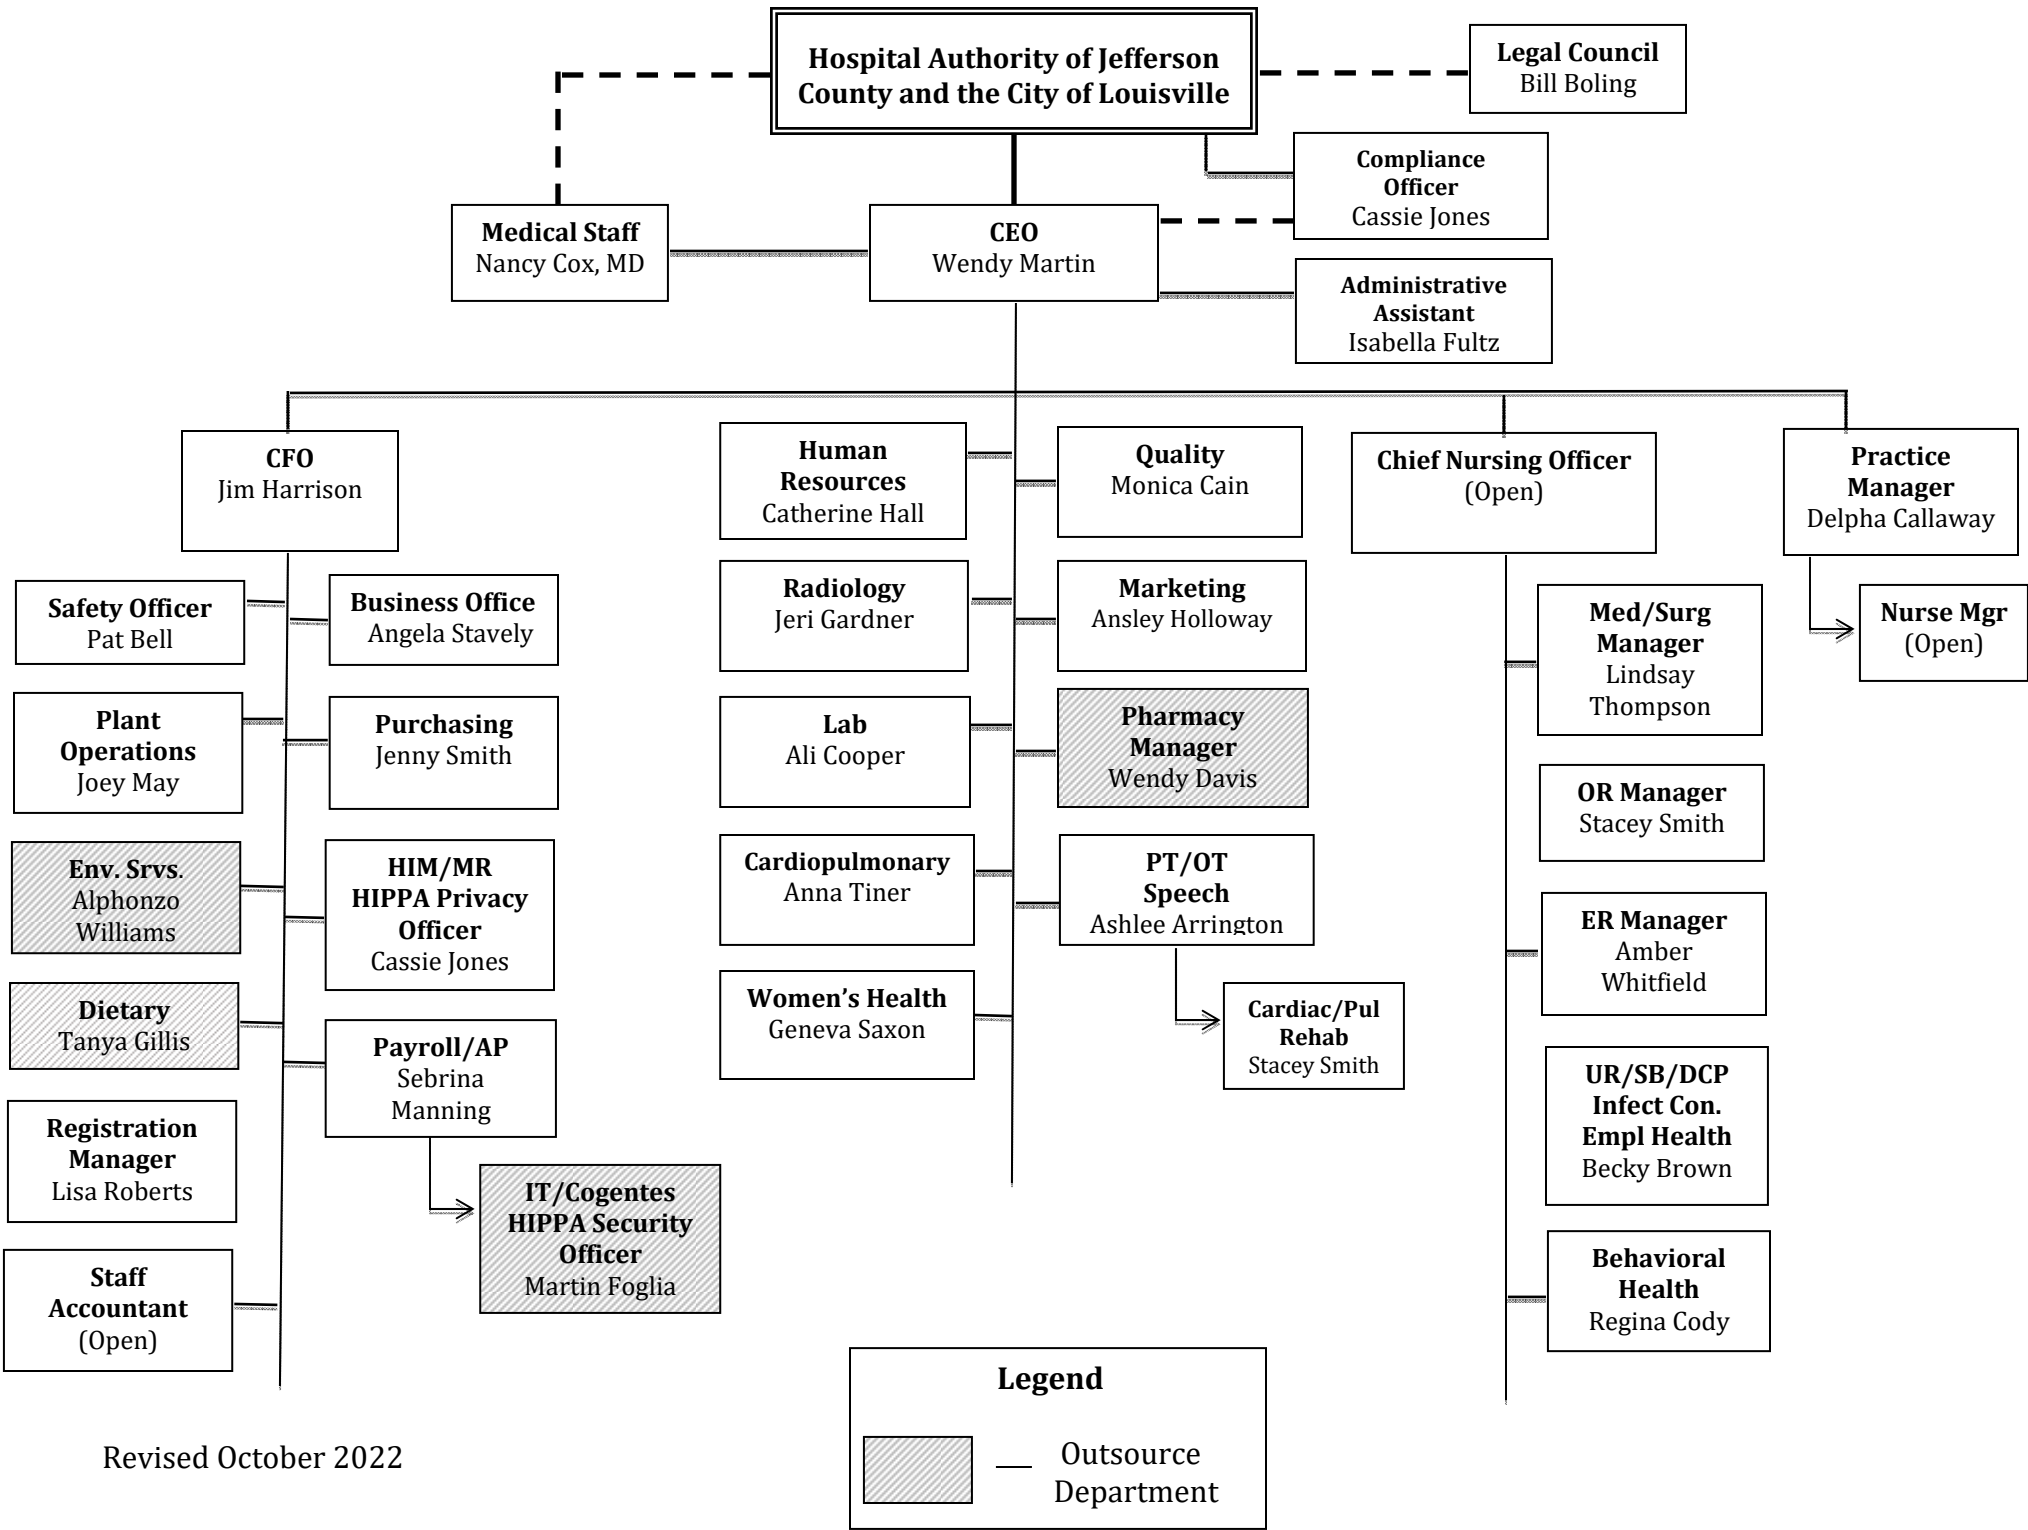 Hospital Authority of Jefferson
County and the City of Louisville
Legal Council
Bill Boling
Compliance
Officer
Cassie Jones
Medical Staff
Nancy Cox, MD
CEO
Wendy Martin
Administrative
Assistant
Isabella Fultz
CFO
Jim Harrison
Human
Resources
Catherine Hall
Quality
Monica Cain
Chief Nursing Officer
(Open)
Practice
Manager
Delpha Callaway
Safety Officer
Pat Bell
Business Office
Angela Stavely
Radiology
Jeri Gardner
Marketing
Ansley Holloway
Med/Surg
Manager
Lindsay
Thompson
Nurse Mgr
(Open)
Plant
Operations
Joey May
Purchasing
Jenny Smith
Lab
Ali Cooper
Pharmacy
Manager
Wendy Davis
OR Manager
Stacey Smith
Env. Srvs.
Alphonzo
Williams
HIM/MR
HIPPA Privacy
Officer
Cassie Jones
Cardiopulmonary
Anna Tiner
PT/OT
Speech
Ashlee Arrington
ER Manager
Amber
Whitfield
Dietary
Tanya Gillis
Payroll/AP
Sebrina
Manning
Women’s Health
Geneva Saxon
Cardiac/Pul
Rehab
Stacey Smith
UR/SB/DCP
Infect Con.
Empl Health
Becky Brown
Registration
Manager
Lisa Roberts
IT/Cogentes
HIPPA Security
Officer
Martin Foglia
Behavioral
Health
Regina Cody
Staff
Accountant
(Open)
Legend
Outsource
Department
Revised October 2022